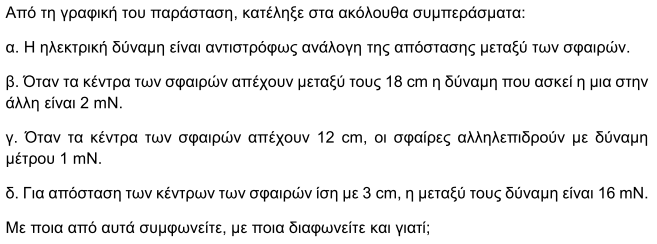 Από τη γραφική του παράσταση, κατέληξε στα ακόλουθα συμπεράσματα:
α. Η ηλεκτρική δύναμη είναι αντιστρόφως ανάλογη της απόστασης μεταξύ των σφαιρών.
β. Όταν τα κέντρα των σφαιρών απέχουν μεταξύ τους 18 cm η δύναμη που ασκεί η μια στην
άλλη είναι 2 mN.
γ. Όταν τα κέντρα των σφαιρών απέχουν 12 cm, οι σφαίρες αλληλεπιδρούν με δύναμη
μέτρου 1 mN.
δ. Για απόσταση των κέντρων των σφαιρών ίση με 3 cm, η μεταξύ τους δύναμη είναι 16 mN.
Με ποια από αυτά συμφωνείτε, με ποια διαφωνείτε και γιατί;